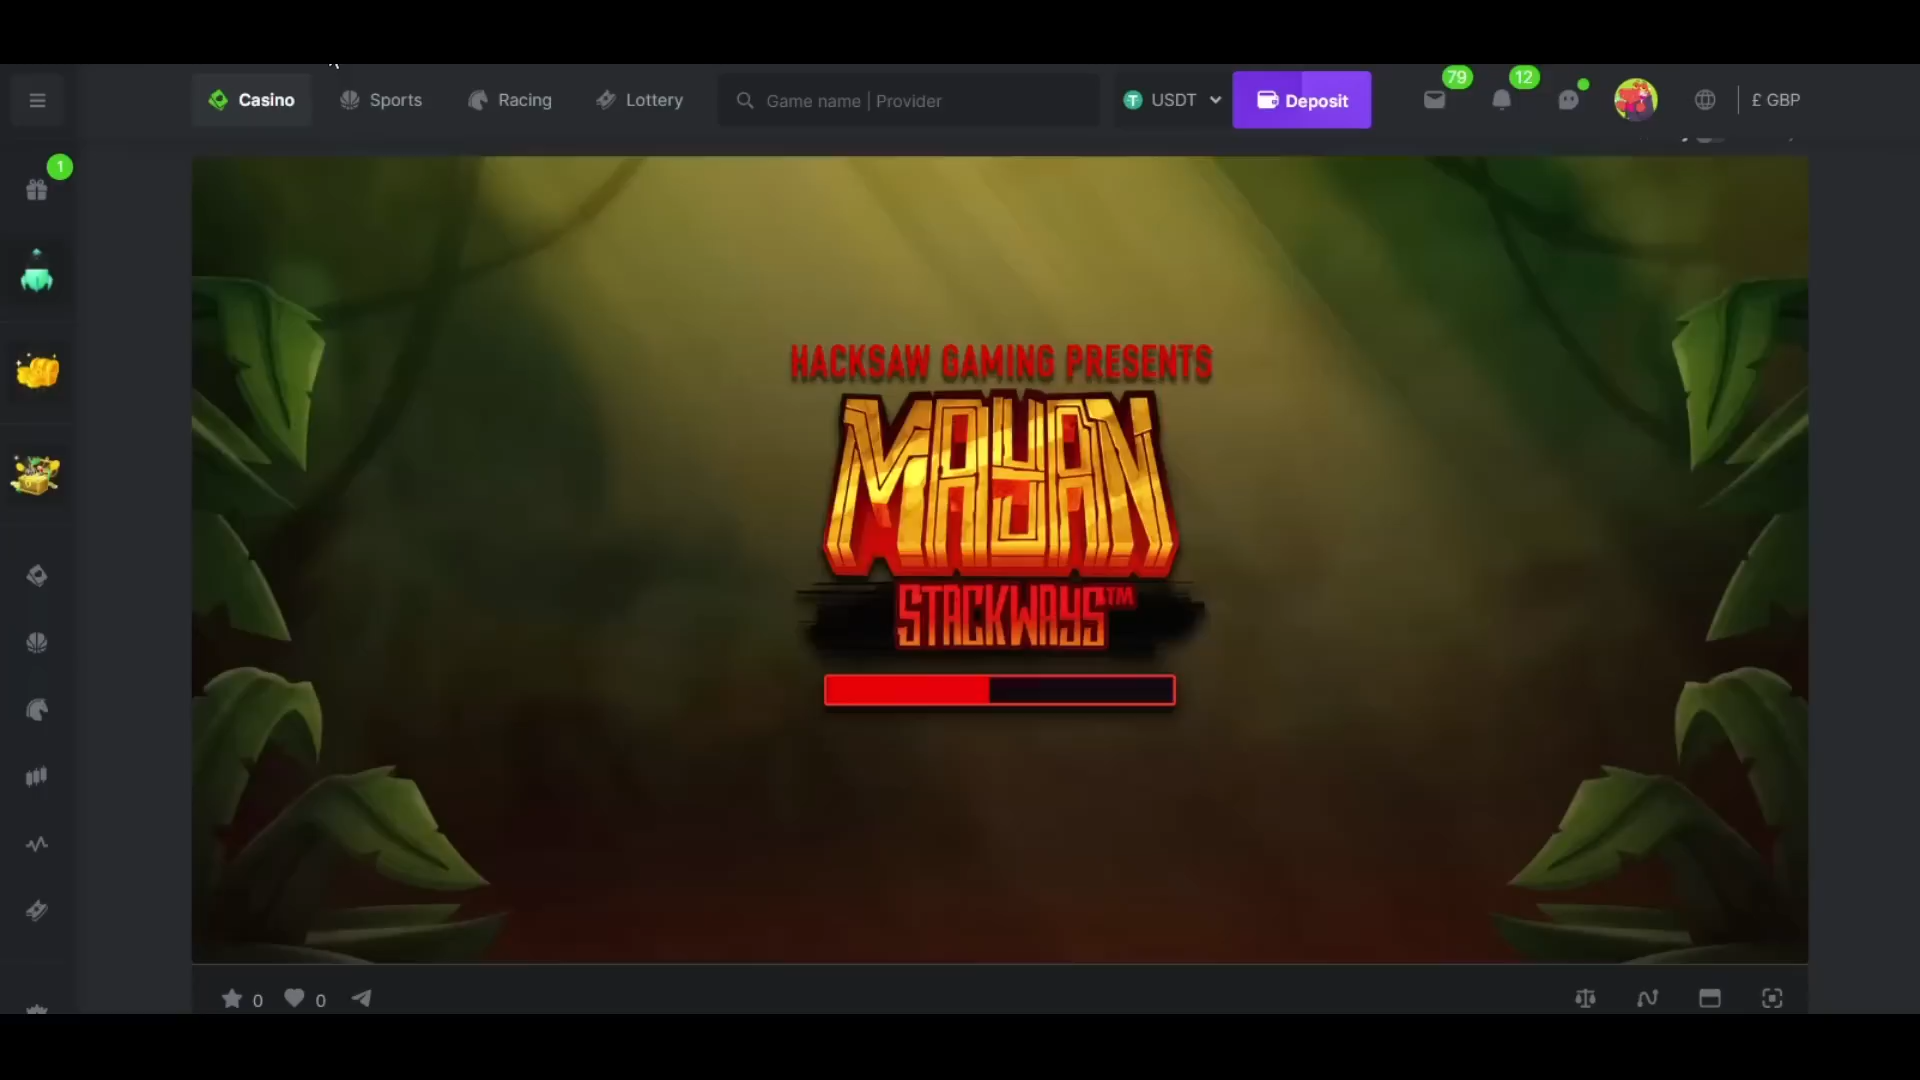 79
12
Casino
Sports
Racing
Lottery
Game name | Provider
USDT
Deposit
£ GBP
1
HACKSAW GAMING PRESENTS
MAYAN
STACKWAYS™
0
0